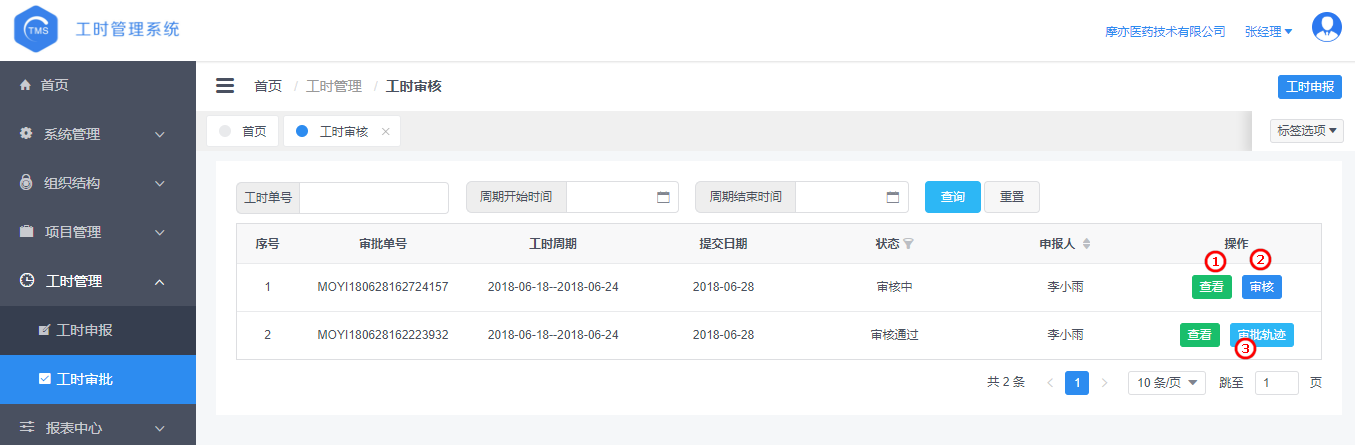 TMS 工时管理系统
摩亦医药技术有限公司 张经理
首页
系统管理
组织结构
项目管理
工时管理
工时申报
工时审批
报表中心
首页 / 工时管理 / 工时审核
工时申报
首页 工时审核 ×
标签选项
工时单号 周期开始时间 周期结束时间 查询 重置
序号 审批单号 工时周期 提交日期 状态 申报人 操作
① ②
1 MOYI180628162724157 2018-06-18--2018-06-24 2018-06-28 审核中 李小雨 查看 审核
2 MOYI180628162223932 2018-06-18--2018-06-24 2018-06-28 审核通过 李小雨 查看 审批轨迹
③
共 2 条 < 1 > 10 条/页 跳至 1 页